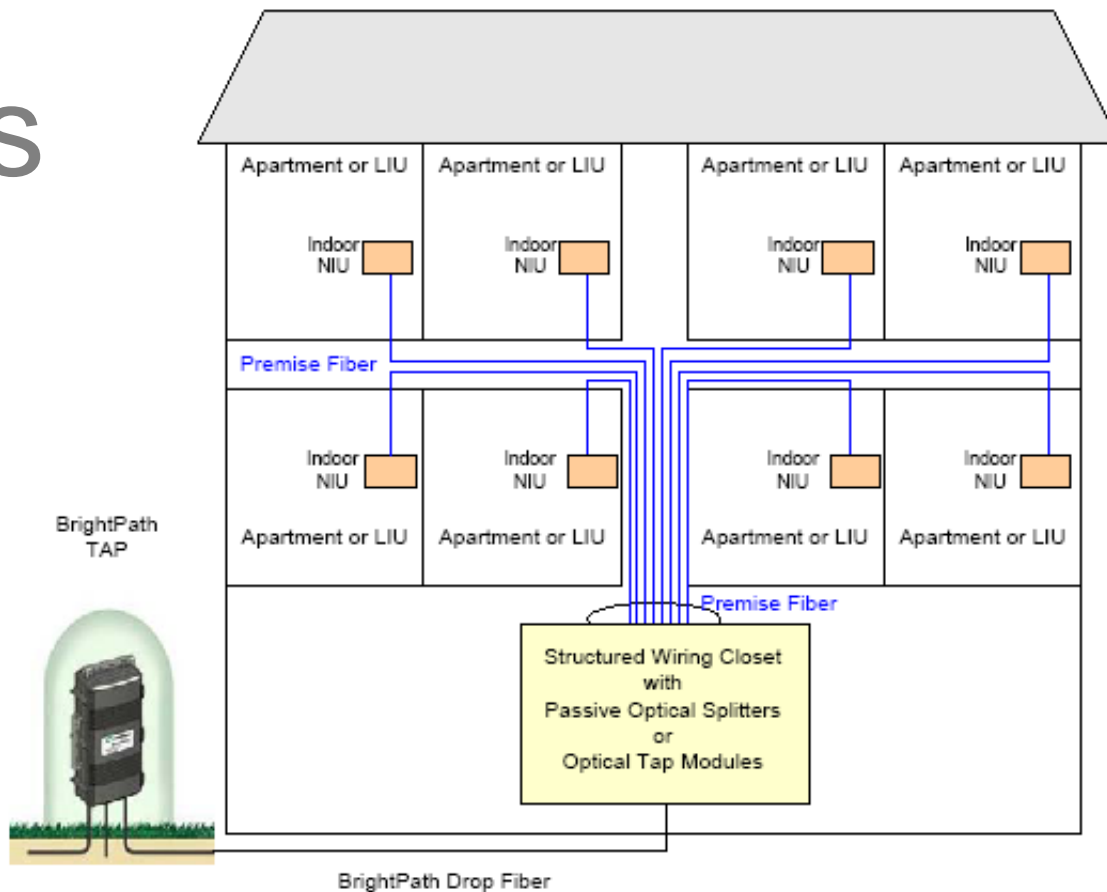 s
Apartment or LIU
Apartment or LIU
Apartment or LIU
Apartment or LIU
Indoor
NIU
Indoor
NIU
Indoor
NIU
Indoor
NIU
Premise Fiber
Indoor
NIU
Indoor
NIU
Indoor
NIU
Indoor
NIU
Apartment or LIU
Apartment or LIU
Apartment or LIU
Apartment or LIU
BrightPath
TAP
Premise Fiber
Structured Wiring Closet
with
Passive Optical Splitters
or
Optical Tap Modules
BrightPath Drop Fiber